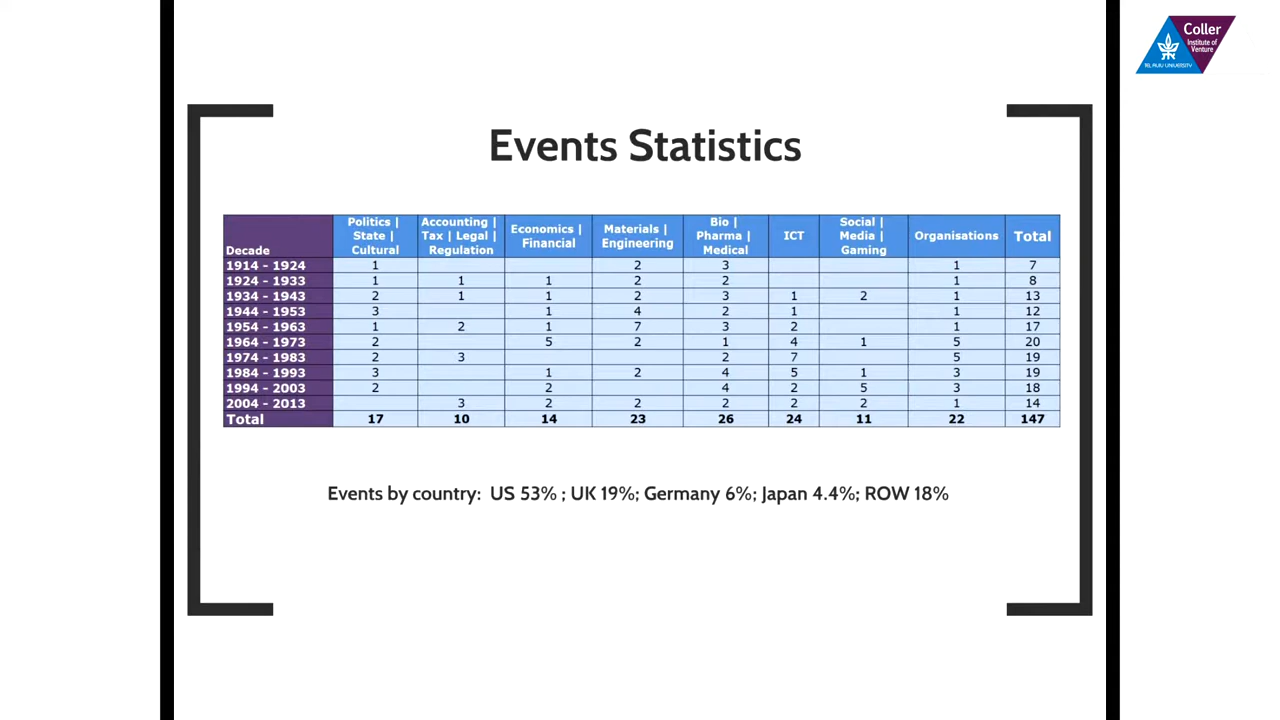 Coller
Institute of
Venture
TEL AVIV UNIVERSITY
Events Statistics
Decade Politics | State | Cultural Accounting | Tax | Legal | Regulation Economics | Financial Materials | Engineering Bio | Pharma | Medical ICT Social | Media | Gaming Organisations Total
1914 - 1924 1 2 3 1 7
1924 - 1933 1 1 1 2 2 1 8
1934 - 1943 2 1 1 2 3 1 2 1 13
1944 - 1953 3 1 4 2 1 1 12
1954 - 1963 1 2 1 7 3 2 1 17
1964 - 1973 2 5 2 1 4 1 5 20
1974 - 1983 2 3 2 7 5 19
1984 - 1993 3 1 2 4 5 1 3 19
1994 - 2003 2 2 4 2 5 3 18
2004 - 2013 3 2 2 2 2 2 1 14
Total 17 10 14 23 26 24 11 22 147
Events by country: US 53% ; UK 19%; Germany 6%; Japan 4.4%; ROW 18%